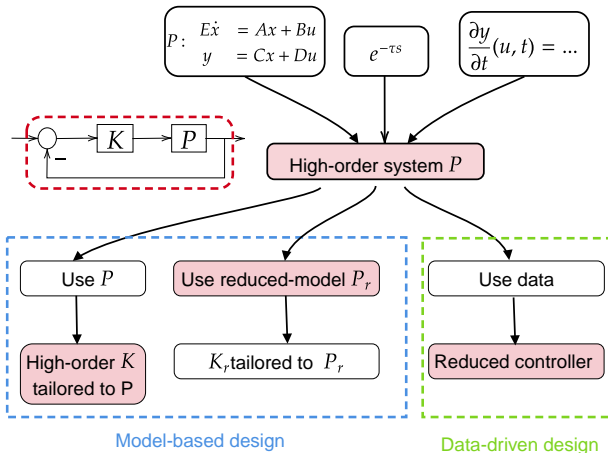 P: Eẋ = Ax + Bu
y = Cx + Du
e^{-τs}
∂y/∂t (u, t) = ...
K P
−
High-order system P
Use P
Use reduced-model P_r
Use data
High-order K
tailored to P
K_r tailored to P_r
Reduced controller
Model-based design
Data-driven design